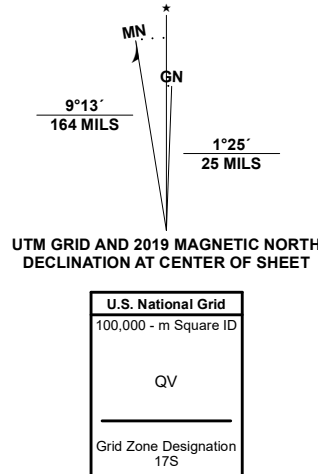 ★
MN
GN
9°13´
164 MILS
1°25´
25 MILS
UTM GRID AND 2019 MAGNETIC NORTH
DECLINATION AT CENTER OF SHEET
U.S. National Grid
100,000 - m Square ID
QV
Grid Zone Designation
17S